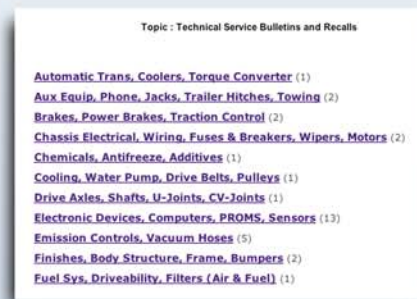 Topic : Technical Service Bulletins and Recalls
Automatic Trans, Coolers, Torque Converter (1)
Aux Equip, Phone, Jacks, Trailer Hitches, Towing (2)
Brakes, Power Brakes, Traction Control (2)
Chassis Electrical, Wiring, Fuses & Breakers, Wipers, Motors (2)
Chemicals, Antifreeze, Additives (1)
Cooling, Water Pump, Drive Belts, Pulleys (1)
Drive Axles, Shafts, U-Joints, CV-Joints (1)
Electronic Devices, Computers, PROMS, Sensors (13)
Emission Controls, Vacuum Hoses (5)
Finishes, Body Structure, Frame, Bumpers (2)
Fuel Sys, Driveability, Filters (Air & Fuel) (1)